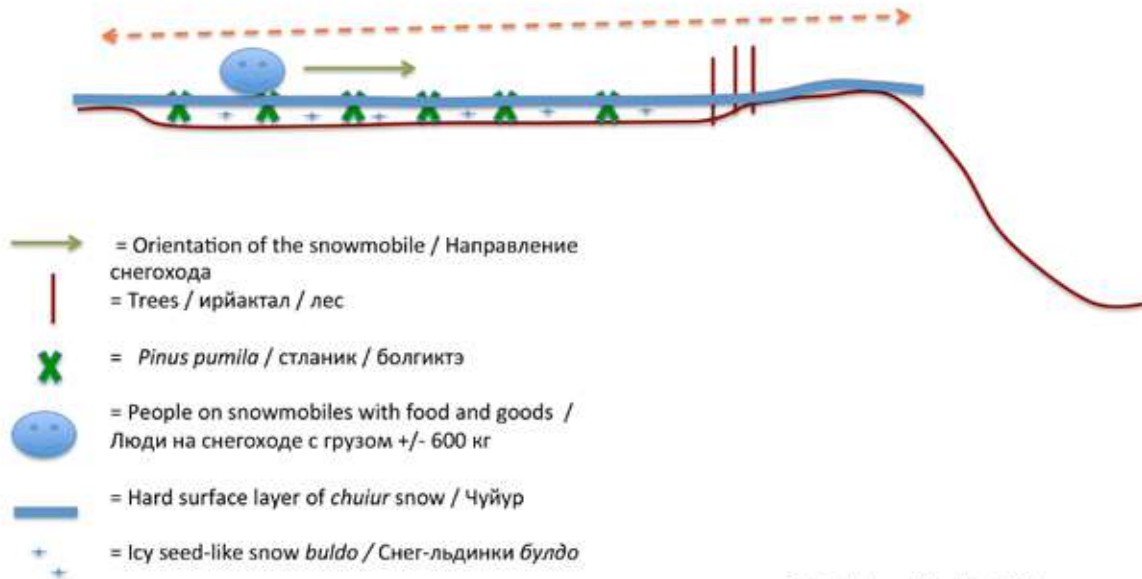 = Orientation of the snowmobile / Направление
снегохода
= Trees / ирйактал / лес
= Pinus pumila / стланик / болгиктэ
= People on snowmobiles with food and goods /
Люди на снегоходе с грузом +/- 600 кг
= Hard surface layer of chuiur snow / Чуйур
= Icy seed-like snow buldo / Снег-льдинки булдо